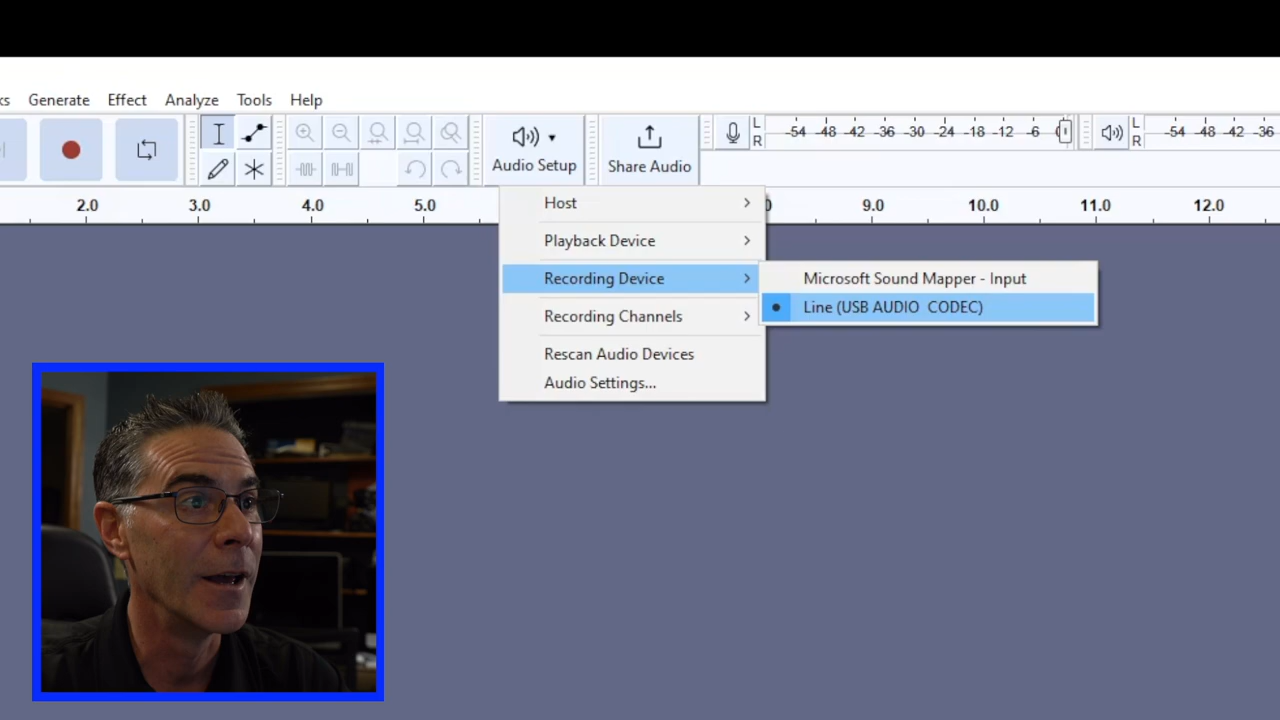 ks Generate Effect Analyze Tools Help
L -54 -48 -42 -36 -30 -24 -18 -12 -6 0
R
L -54 -48 -42 -36
R
Audio Setup
Share Audio
2.0 3.0 4.0 5.0 0 9.0 10.0 11.0 12.0
Host
Playback Device
Recording Device
Recording Channels
Rescan Audio Devices
Audio Settings...
Microsoft Sound Mapper - Input
Line (USB AUDIO  CODEC)